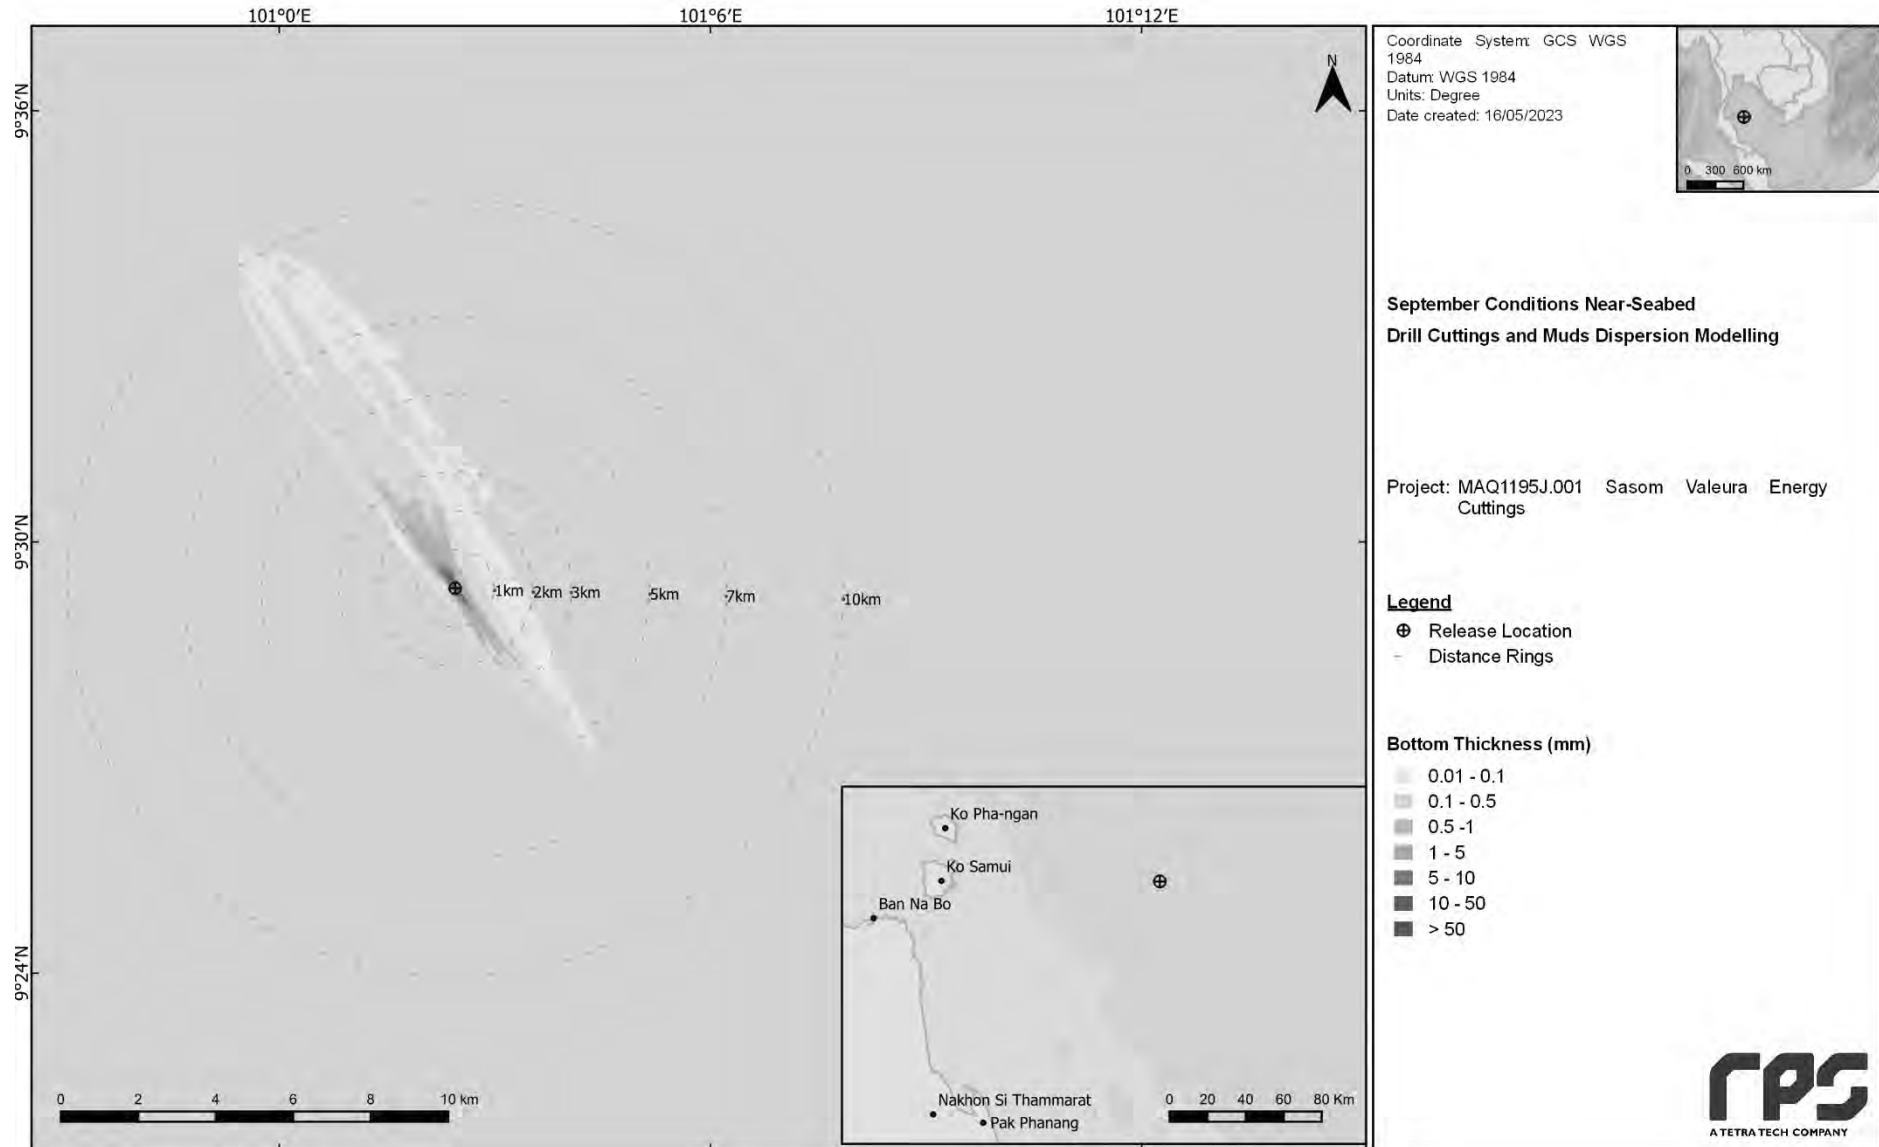 101°0'E
101°6'E
101°12'E
9°36'N
9°30'N
9°24'N
N
1km
2km
3km
5km
7km
10km
0 2 4 6 8 10 km
Ko Pha-ngan
Ko Samui
Ban Na Bo
Nakhon Si Thammarat
Pak Phanang
0 20 40 60 80 Km
Coordinate System: GCS WGS
1984
Datum: WGS 1984
Units: Degree
Date created: 16/05/2023
0 300 600 km
September Conditions Near-Seabed
Drill Cuttings and Muds Dispersion Modelling
Project: MAQ1195J.001 Sasom Valeura Energy
Cuttings
Legend
Release Location
Distance Rings
Bottom Thickness (mm)
0.01 - 0.1
0.1 - 0.5
0.5 -1
1 - 5
5 - 10
10 - 50
> 50
rps
A TETRA TECH COMPANY